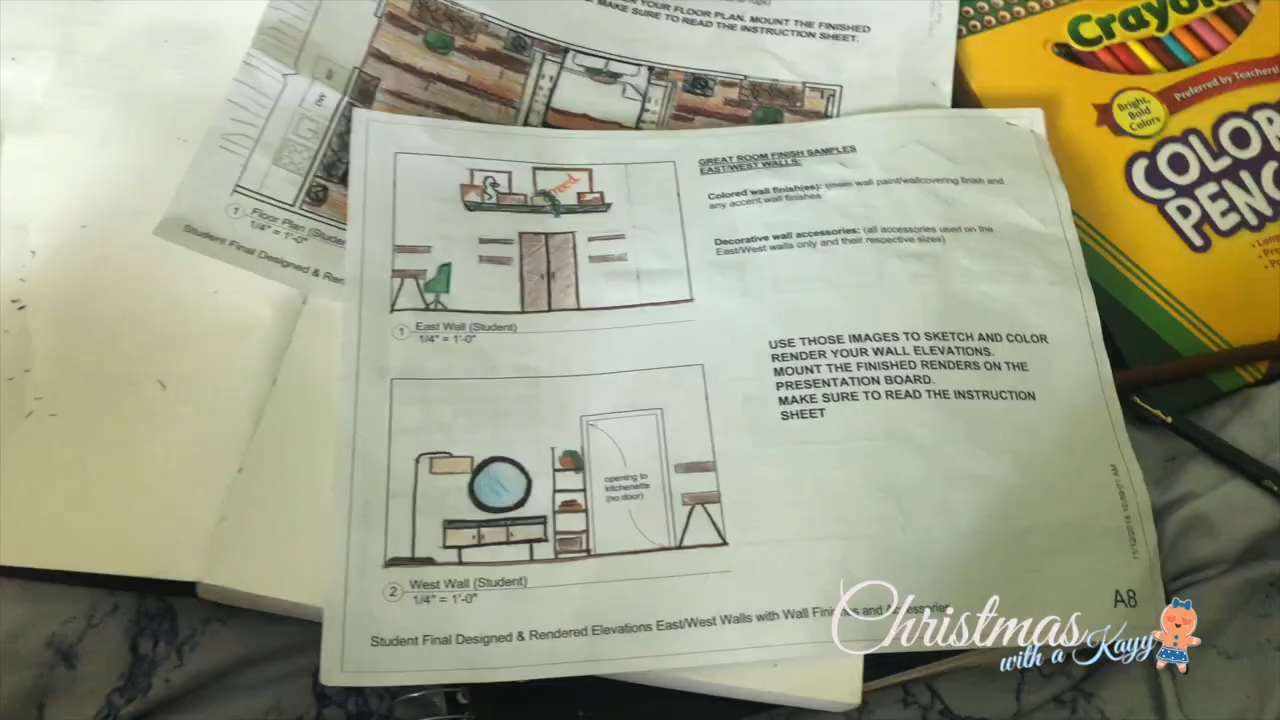 R YOUR FLOOR PLAN. MOUNT THE FINISHED
MAKE SURE TO READ THE INSTRUCTION
SHEET.
1 Floor Plan (Stude
1/4" = 1'-0"
Student Final Designed & Ren
DW
Crayol
Preferred by Teachers!
Bright,
Bold
Colors
COLOR
PENC
GREAT ROOM FINISH SAMPLES
EAST/WEST WALLS:
Colored wall finish(es): (main wall paint/wallcovering finish and
any accent wall finishes
Decorative wall accessories: (all accessories used on the
East/West walls only and their respective sizes)
1 East Wall (Student)
1/4" = 1'-0"
USE THOSE IMAGES TO SKETCH AND COLOR
RENDER YOUR WALL ELEVATIONS.
MOUNT THE FINISHED RENDERS ON THE
PRESENTATION BOARD.
MAKE SURE TO READ THE INSTRUCTION
SHEET
opening to
kitchenette
(no door)
2 West Wall (Student)
1/4" = 1'-0"
Student Final Designed & Rendered Elevations East/West Walls with Wall Finishes and Accessories
A8
Christmas
with a Kayy